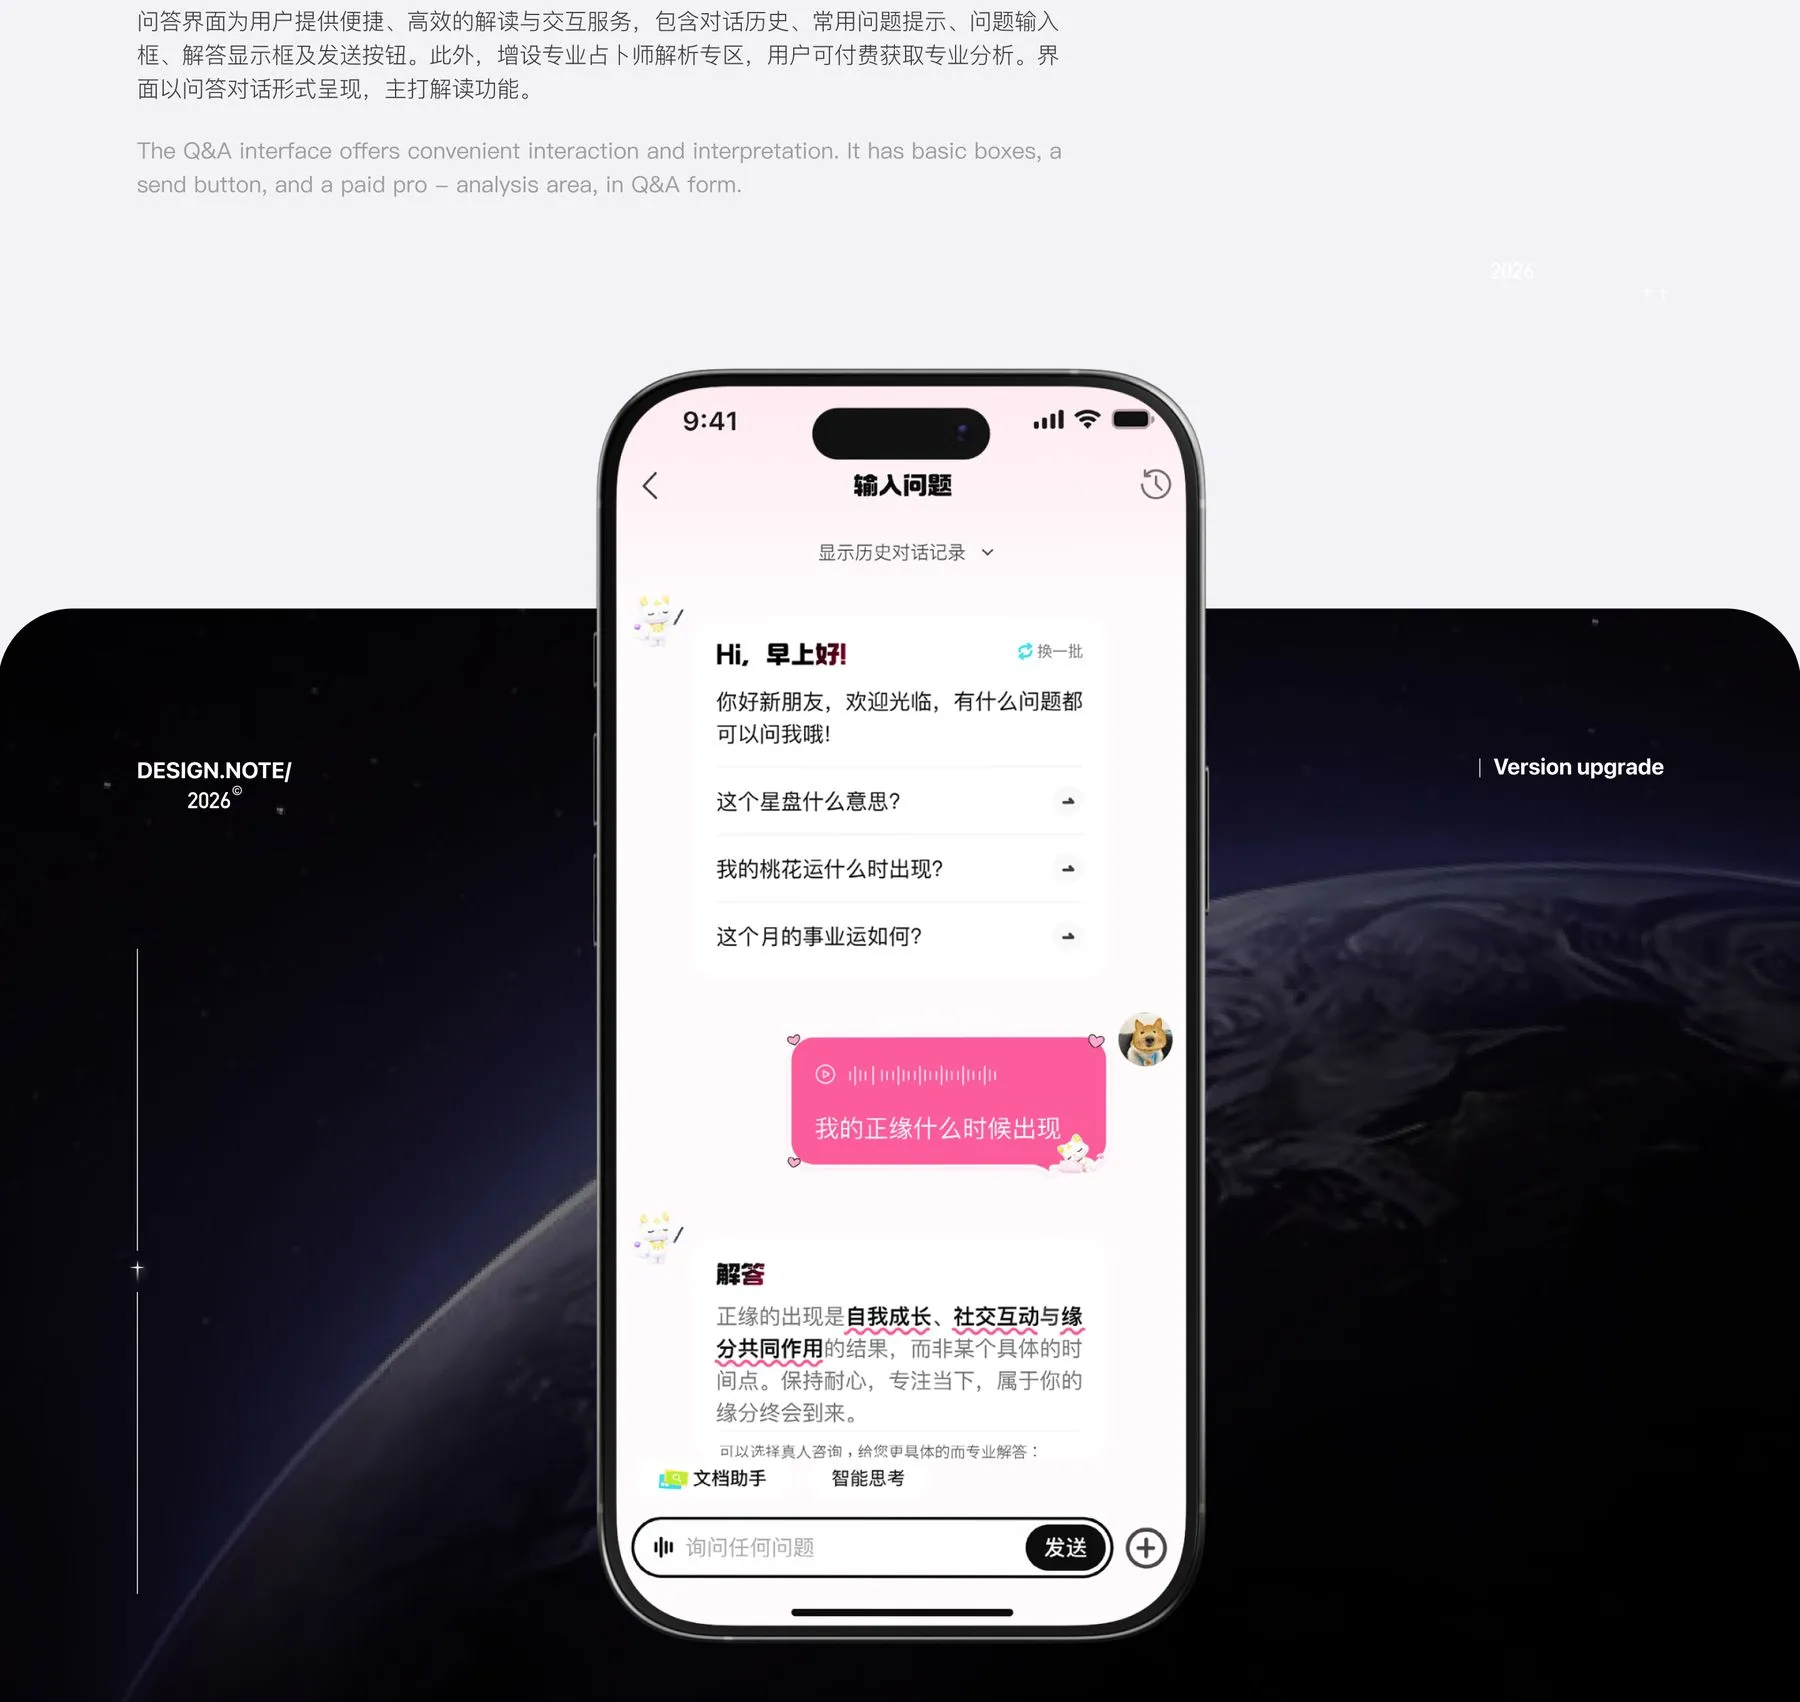 问答界面为用户提供便捷、高效的解读与交互服务，包含对话历史、常用问题提示、问题输入
框、解答显示框及发送按钮。此外，增设专业占卜师解析专区，用户可付费获取专业分析。界
面以问答对话形式呈现，主打解读功能。
The Q&A interface offers convenient interaction and interpretation. It has basic boxes, a
send button, and a paid pro – analysis area, in Q&A form.
2026
9:41
输入问题
显示历史对话记录
Hi，早上好!
换一批
你好新朋友，欢迎光临，有什么问题都
可以问我哦!
这个星盘什么意思?
我的桃花运什么时出现?
这个月的事业运如何?
DESIGN.NOTE/
2026©
Version upgrade
我的正缘什么时候出现
解答
正缘的出现是自我成长、社交互动与缘
分共同作用的结果，而非某个具体的时
间点。保持耐心，专注当下，属于你的
缘分终会到来。
可以选择真人咨询，给您更具体的而专业解答：
文档助手
智能思考
询问任何问题
发送